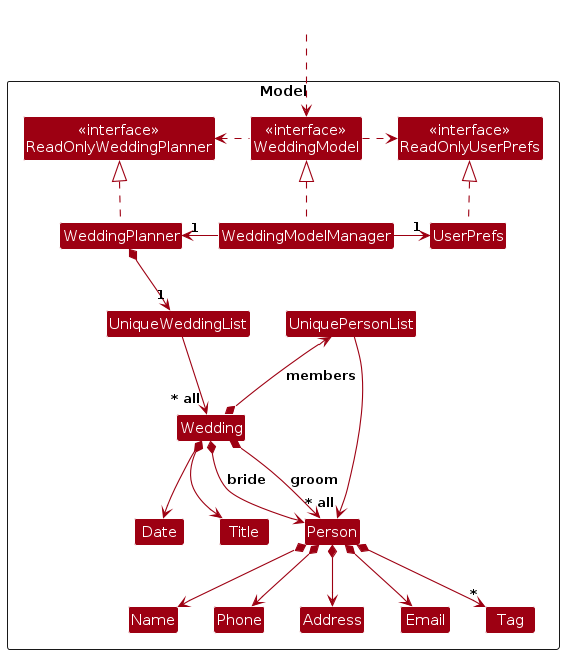 Model
«interface»
ReadOnlyWeddingPlanner
«interface»
WeddingModel
«interface»
ReadOnlyUserPrefs
WeddingPlanner
1
WeddingModelManager
1
UserPrefs
1
UniqueWeddingList
UniquePersonList
members
* all
Wedding
bride
groom
* all
Date
Title
Person
*
Name
Phone
Address
Email
Tag